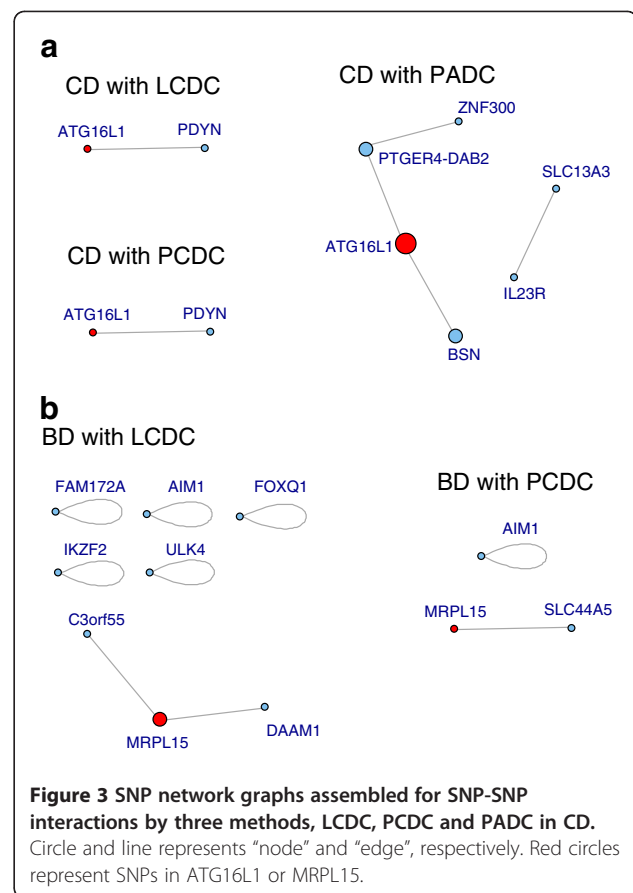 a
CD with LCDC
ATG16L1
PDYN
CD with PCDC
ATG16L1
PDYN
CD with PADC
ZNF300
PTGER4-DAB2
SLC13A3
ATG16L1
IL23R
BSN
b
BD with LCDC
FAM172A
AIM1
FOXQ1
IKZF2
ULK4
C3orf55
MRPL15
DAAM1
BD with PCDC
AIM1
MRPL15
SLC44A5
Figure 3 SNP network graphs assembled for SNP-SNP
interactions by three methods, LCDC, PCDC and PADC in CD.
Circle and line represents “node” and “edge”, respectively. Red circles
represent SNPs in ATG16L1 or MRPL15.